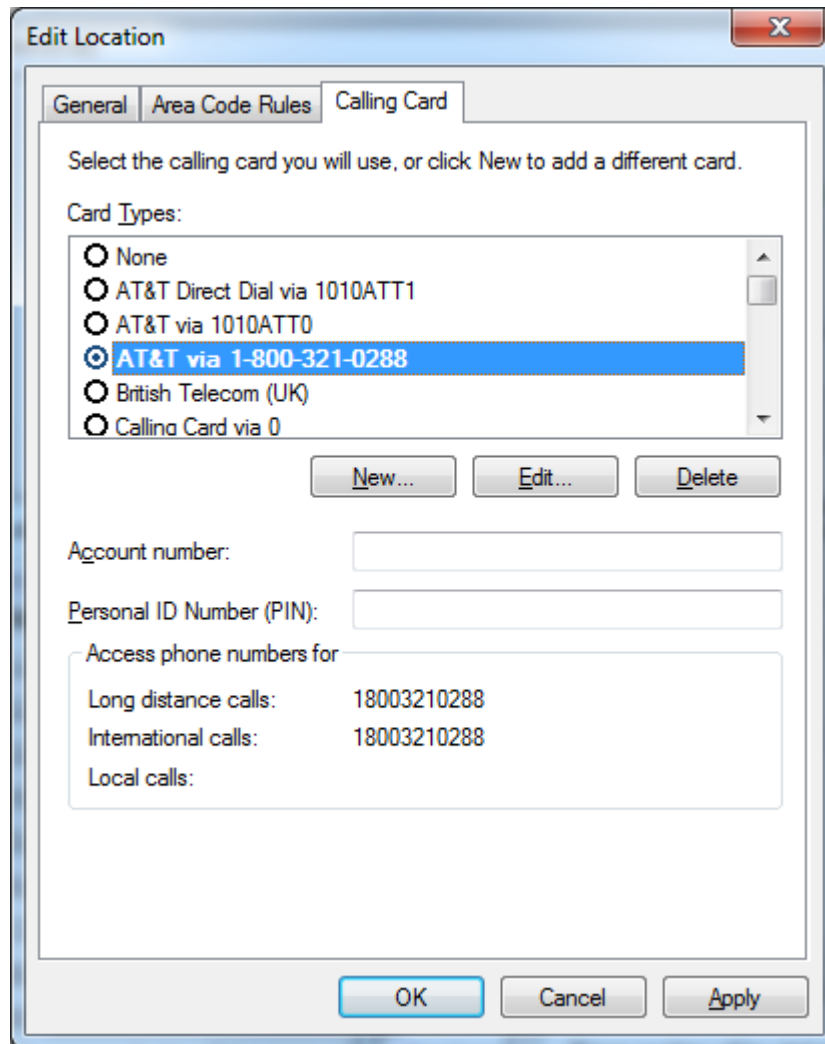 Edit Location
General Area Code Rules Calling Card
Select the calling card you will use, or click New to add a different card.
Card Types:
None
AT&T Direct Dial via 1010ATT1
AT&T via 1010ATT0
AT&T via 1-800-321-0288
British Telecom (UK)
Calling Card via 0
New... Edit... Delete
Account number:
Personal ID Number (PIN):
Access phone numbers for
Long distance calls: 18003210288
International calls: 18003210288
Local calls:
OK Cancel Apply